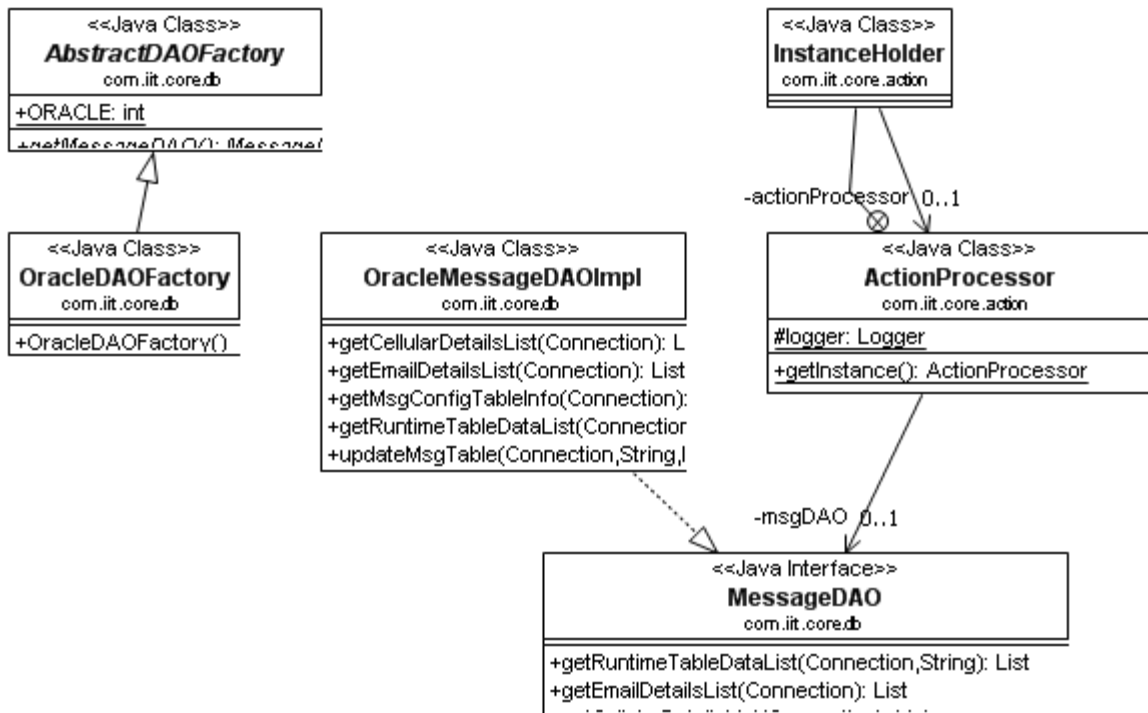 <<Java Class>>
AbstractDAOFactory
com.iit.core.db
+ORACLE: int
+getMessageDAO(): Message(
<<Java Class>>
InstanceHolder
com.iit.core.action
-actionProcessor 0..1
<<Java Class>>
OracleDAOFactory
com.iit.core.db
+OracleDAOFactory()
<<Java Class>>
OracleMessageDAOImpl
com.iit.core.db
+getCellularDetailsList(Connection): L
+getEmailDetailsList(Connection): List
+getMsgConfigTableInfo(Connection):
+getRuntimeTableDataList(Connection
+updateMsgTable(Connection,String,I
<<Java Class>>
ActionProcessor
com.iit.core.action
#logger: Logger
+getInstance(): ActionProcessor
-msgDAO 0..1
<<Java Interface>>
MessageDAO
com.iit.core.db
+getRuntimeTableDataList(Connection,String): List
+getEmailDetailsList(Connection): List